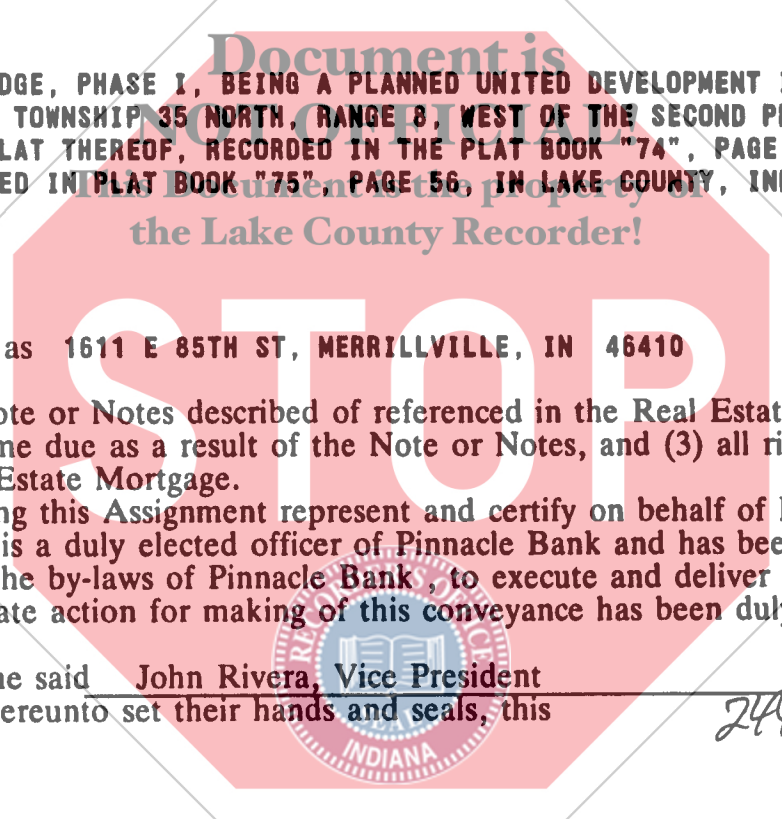 Document is
DGE, PHASE I, BEING A PLANNED UNITED DEVELOPMENT
NOT OFFICIAL!
TOWNSHIP 35 NORTH, RANGE 8, WEST OF THE SECOND P
LAT THEREOF, RECORDED IN THE PLAT BOOK "74", PAGE
This Document is the property of
ED IN PLAT BOOK "75", PAGE 56, IN LAKE COUNTY, IN
the Lake County Recorder!
STOP
as 1611 E 85TH ST, MERRILLVILLE, IN 46410
ote or Notes described of referenced in the Real Estat
me due as a result of the Note or Notes, and (3) all ri
Estate Mortgage.
ng this Assignment represent and certify on behalf of
is a duly elected officer of Pinnacle Bank and has bee
he by-laws of Pinnacle Bank , to execute and deliver
ate action for making of this conveyance has been dul
he said John Rivera, Vice President
ereunto set their hands and seals, this
RECORDER'S OFFICE
SEAL
INDIANA